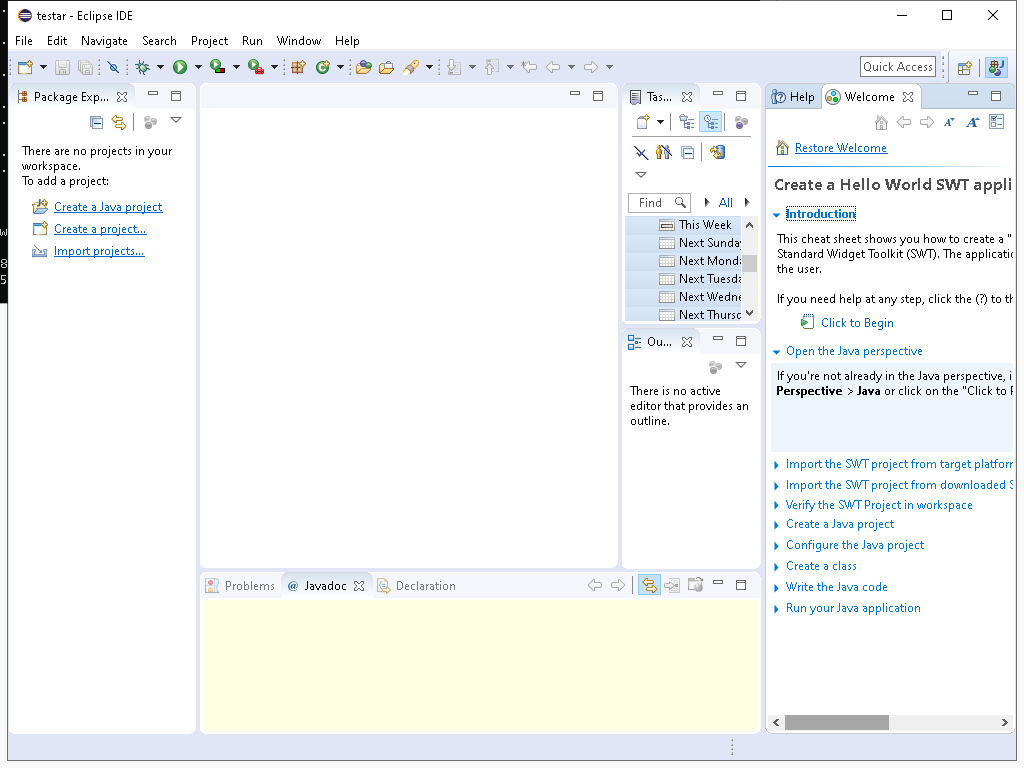 testar - Eclipse IDE
File Edit Navigate Search Project Run Window Help
Quick Access
Package Exp...
There are no projects in your
workspace.
To add a project:
Create a Java project
Create a project...
Import projects...
Tas...
Find
All
This Week
Next Sunday
Next Monda
Next Tuesda
Next Wedne
Next Thursd
Ou...
There is no active
editor that provides an
outline.
Problems
@ Javadoc
Declaration
Help
Welcome
Restore Welcome
Create a Hello World SWT appli
Introduction
This cheat sheet shows you how to create a "
Standard Widget Toolkit (SWT). The applicatio
the user.
If you need help at any step, click the (?) to th
Click to Begin
Open the Java perspective
If you're not already in the Java perspective, i
Perspective > Java or click on the "Click to P
Import the SWT project from target platform
Import the SWT project from downloaded S
Verify the SWT Project in workspace
Create a Java project
Configure the Java project
Create a class
Write the Java code
Run your Java application